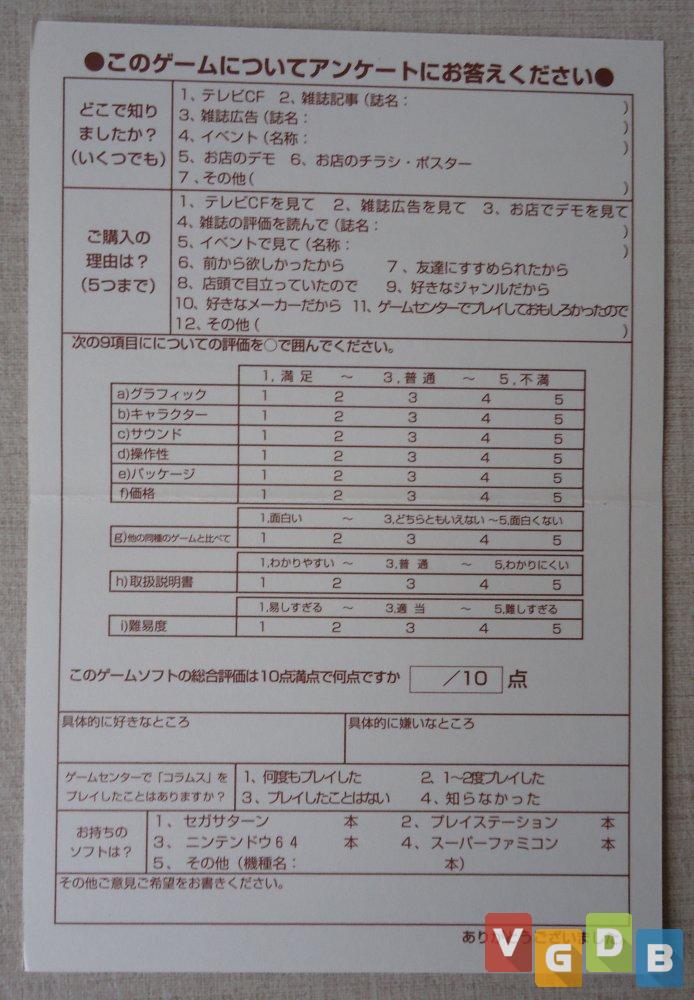 ●このゲームについてアンケートにお答えください●
どこで知り
ましたか？
（いくつでも）
1、テレビCF 2、雑誌記事（誌名： ）
3、雑誌広告（誌名： ）
4、イベント（名称： ）
5、お店のデモ 6、お店のチラシ・ポスター
7、その他（ ）
ご購入の
理由は？
（5つまで）
1、テレビCFを見て 2、雑誌広告を見て 3、お店でデモを見て
4、雑誌の評価を読んで（誌名： ）
5、イベントで見て（名称： ）
6、前から欲しかったから 7、友達にすすめられたから
8、店頭で目立っていたので 9、好きなジャンルだから
10、好きなメーカーだから 11、ゲームセンターでプレイしておもしろかったので
12、その他（ ）
次の9項目にについての評価を○で囲んでください。
1,満足 ～ 3,普通 ～ 5,不満
a)グラフィック 1 2 3 4 5
b)キャラクター 1 2 3 4 5
c)サウンド 1 2 3 4 5
d)操作性 1 2 3 4 5
e)パッケージ 1 2 3 4 5
f)価格 1 2 3 4 5
1,面白い ～ 3,どちらともいえない ～5,面白くない
g)他の同種のゲームと比べて 1 2 3 4 5
1,わかりやすい ～ 3,普通 ～ 5,わかりにくい
h)取扱説明書 1 2 3 4 5
1,易しすぎる ～ 3,適当 ～ 5,難しすぎる
i)難易度 1 2 3 4 5
このゲームソフトの総合評価は10点満点で何点ですか ／10 点
具体的に好きなところ 具体的に嫌いなところ
ゲームセンターで「コラムス」を
プレイしたことはありますか？
1、何度もプレイした 2、1～2度プレイした
3、プレイしたことはない 4、知らなかった
お持ちの
ソフトは？
1、セガサターン 本 2、プレイステーション 本
3、ニンテンドウ64 本 4、スーパーファミコン 本
5、その他（機種名： 本）
その他ご意見ご希望をお書きください。
ありがとうございました
VGDB